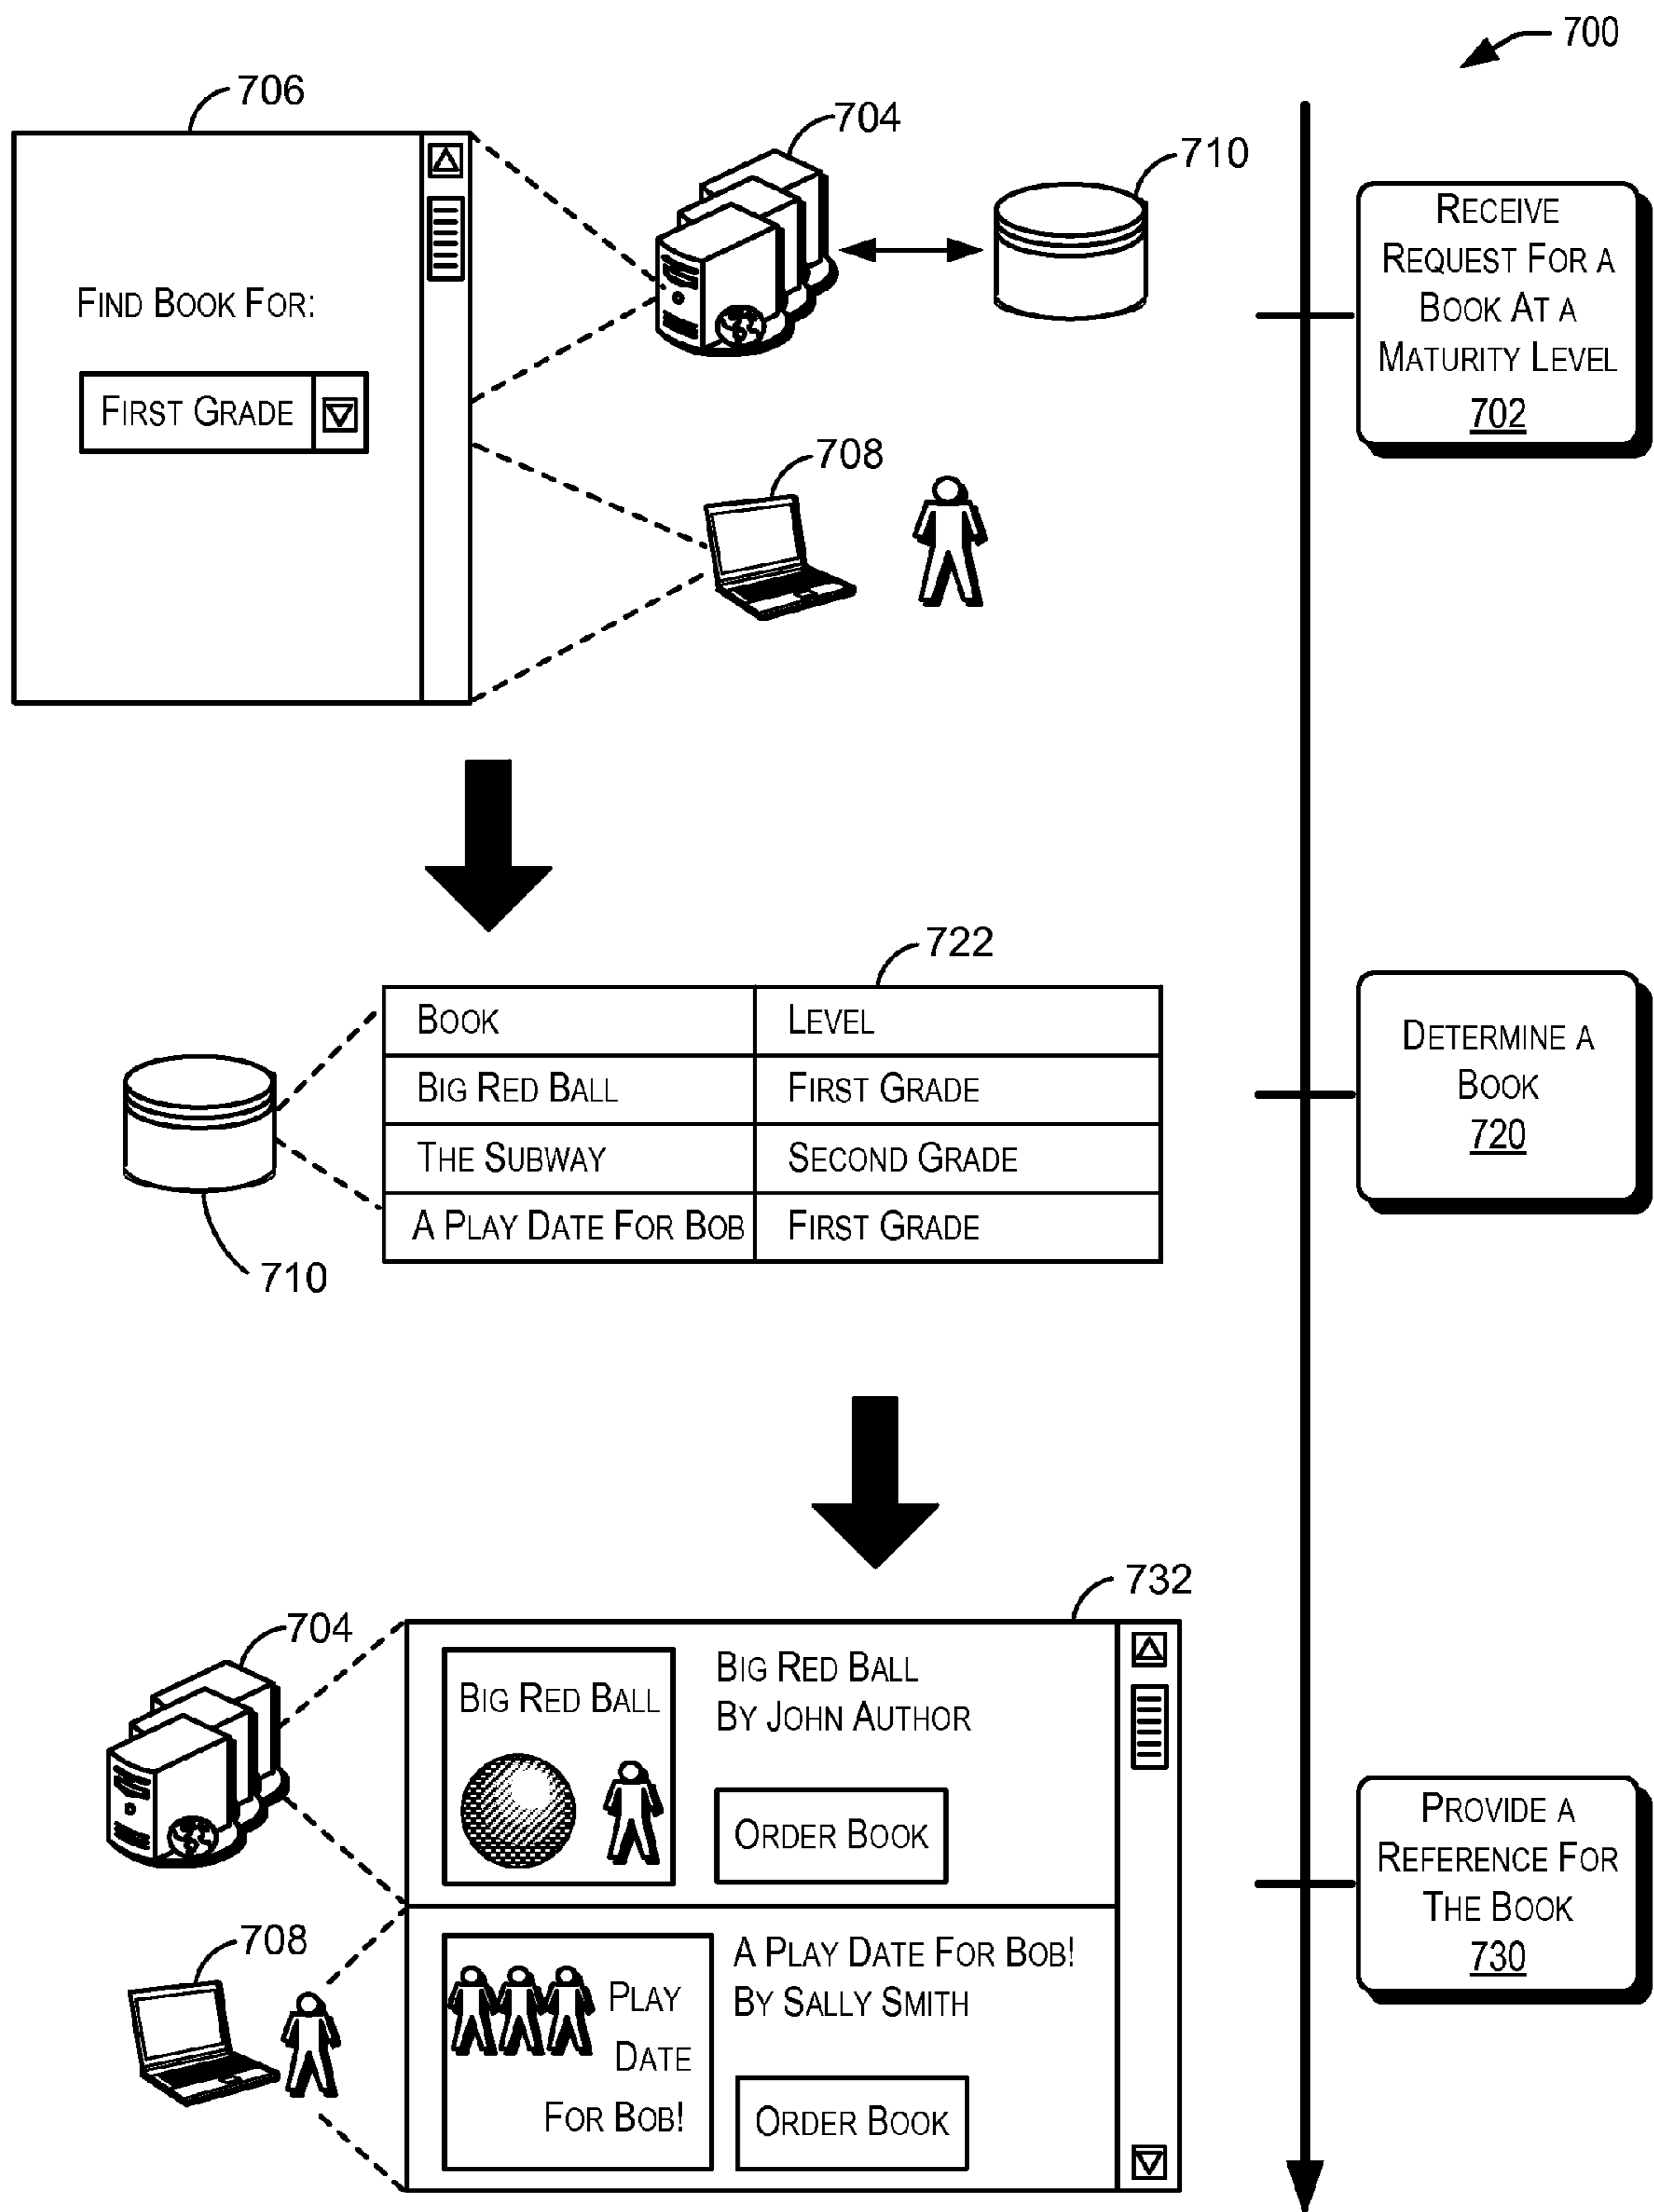 700
706
704
710
FIND BOOK FOR:
FIRST GRADE
708
RECEIVE
REQUEST FOR A
BOOK AT A
MATURITY LEVEL
702
722
BOOK LEVEL
BIG RED BALL FIRST GRADE
THE SUBWAY SECOND GRADE
A PLAY DATE FOR BOB FIRST GRADE
710
DETERMINE A
BOOK
720
732
704
BIG RED BALL
BIG RED BALL
BY JOHN AUTHOR
ORDER BOOK
708
PLAY
DATE
FOR BOB!
A PLAY DATE FOR BOB!
BY SALLY SMITH
ORDER BOOK
PROVIDE A
REFERENCE FOR
THE BOOK
730